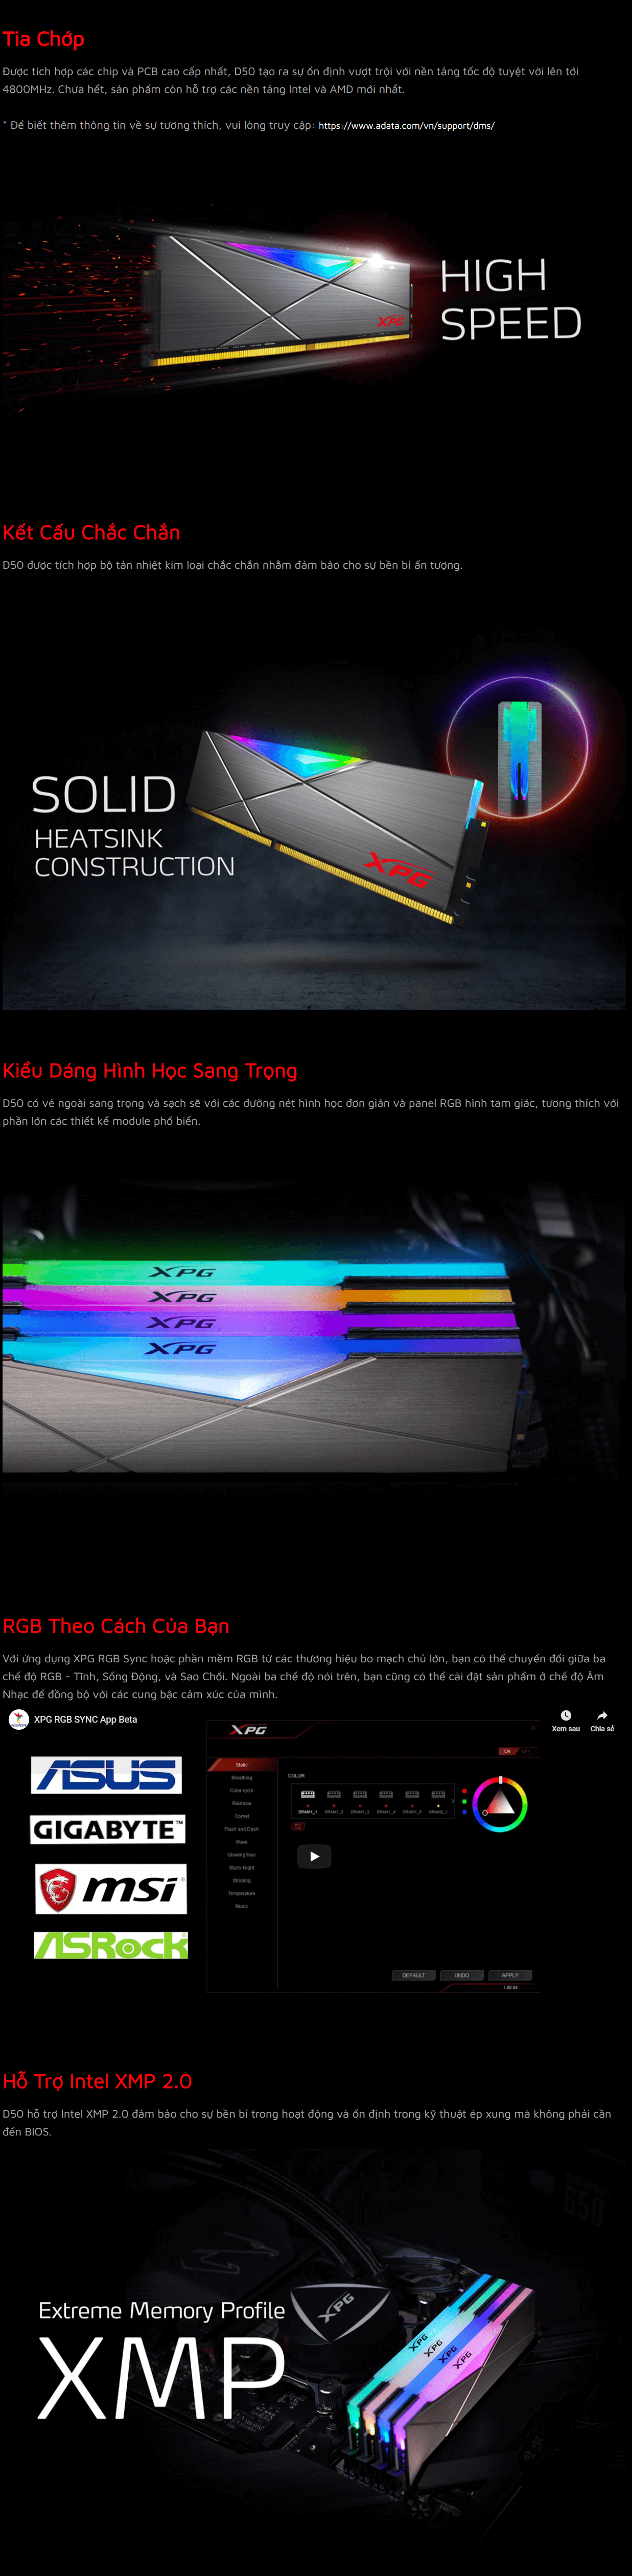 Tia Chớp
Được tích hợp các chip và PCB cao cấp nhất, D50 tạo ra sự ổn định vượt trội với nền tảng tốc độ tuyệt vời lên tới
4800MHz. Chưa hết, sản phẩm còn hỗ trợ các nền tảng Intel và AMD mới nhất.
* Để biết thêm thông tin về sự tương thích, vui lòng truy cập: https://www.adata.com/vn/support/dms/
HIGH
SPEED
XPG
Kết Cấu Chắc Chắn
D50 được tích hợp bộ tản nhiệt kim loại chắc chắn nhằm đảm bảo cho sự bền bỉ ấn tượng.
SOLID
HEATSINK
CONSTRUCTION
XPG
Kiểu Dáng Hình Học Sang Trọng
D50 có vẻ ngoài sang trọng và sạch sẽ với các đường nét hình học đơn giản và panel RGB hình tam giác, tương thích với
phần lớn các thiết kế module phổ biến.
XPG
XPG
XPG
XPG
RGB Theo Cách Của Bạn
Với ứng dụng XPG RGB Sync hoặc phần mềm RGB từ các thương hiệu bo mạch chủ lớn, bạn có thể chuyển đổi giữa ba
chế độ RGB - Tĩnh, Sống Động, và Sao Chổi. Ngoài ba chế độ nói trên, bạn cũng có thể cài đặt sản phẩm ở chế độ Âm
Nhạc để đồng bộ với các cung bậc cảm xúc của mình.
XPG RGB SYNC App Beta
Xem sau
Chia sẻ
XPG
ON OFF
ASUS
GIGABYTE™
msi
ASRock
Static
Breathing
Color cycle
Rainbow
Comet
Flash and Dash
Wave
Glowing Yoyo
Starry-Night
Strobing
Temperature
Music
COLOR
DRAM1_1 DRAM1_2 DRAM1_3 DRAM1_4 DRAM1_5 DRAM2_1
DEFAULT UNDO APPLY
Hỗ Trợ Intel XMP 2.0
D50 hỗ trợ Intel XMP 2.0 đảm bảo cho sự bền bỉ trong hoạt động và ổn định trong kỹ thuật ép xung mà không phải cần
đến BIOS.
650
Extreme Memory Profile
XMP
XPG
XPG
XPG
XPG
XPG